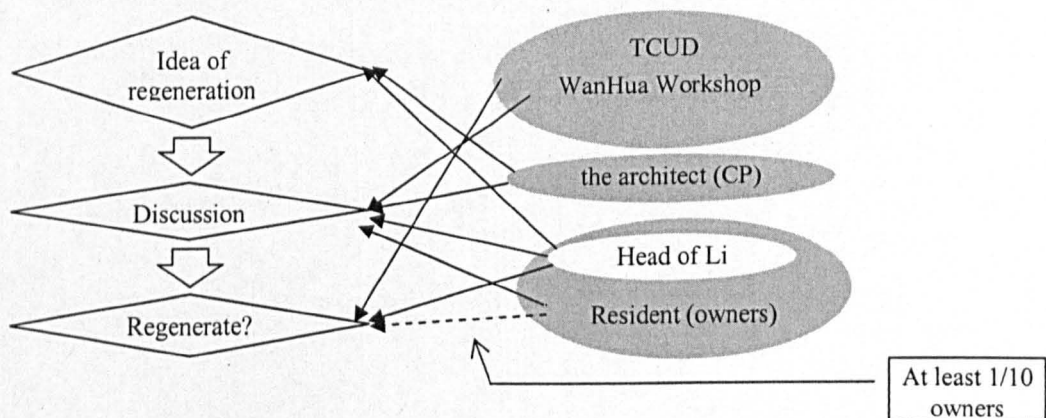 Idea of
regeneration
TCUD
WanHua Workshop
the architect (CP)
Discussion
Head of Li
Regenerate?
Resident (owners)
At least 1/10
owners